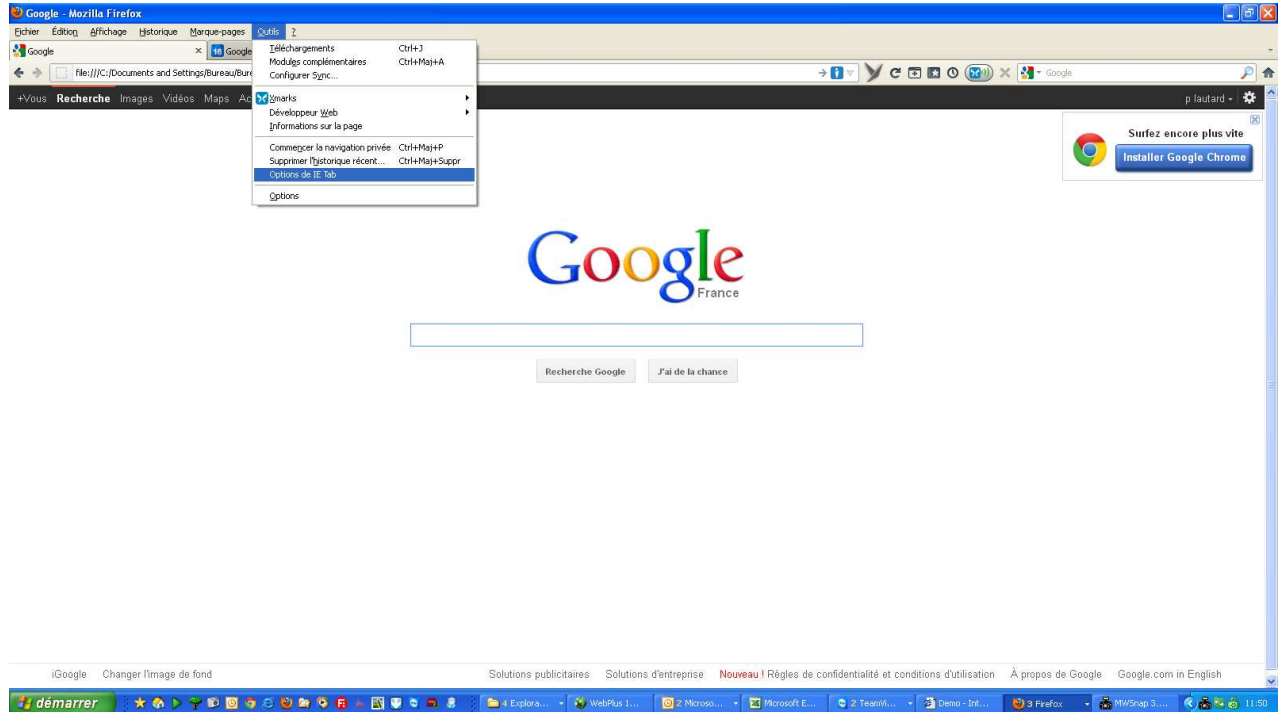 Google - Mozilla Firefox
Fichier Édition Affichage Historique Marque-pages Outils ?
Google × 16 Google
file:///C:/Documents and Settings/Bureau/Bure
Google
+Vous Recherche Images Vidéos Maps Ac
p lautard
Téléchargements Ctrl+J
Modules complémentaires Ctrl+Maj+A
Configurer Sync...
Xmarks
Développeur Web
Informations sur la page
Commencer la navigation privée Ctrl+Maj+P
Supprimer l'historique récent... Ctrl+Maj+Suppr
Options de IE Tab
Options
Surfez encore plus vite
Installer Google Chrome
Google
France
Recherche Google J'ai de la chance
iGoogle Changer l'image de fond Solutions publicitaires Solutions d'entreprise Nouveau ! Règles de confidentialité et conditions d'utilisation À propos de Google Google.com in English
démarrer 4 Explora... WebPlus 1... 2 Microso... Microsoft E... 2 TeamVi... Demo - Int... 3 Firefox MWSnap 3.... 11:50